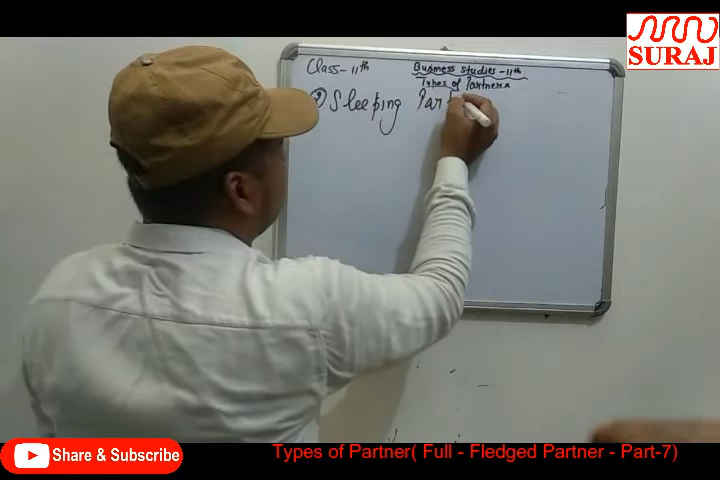 SURAJ
Class-11th
Business Studies-11th
Types of Partners
2 Sleeping Part
Share & Subscribe
Types of Partner( Full - Fledged Partner - Part-7)